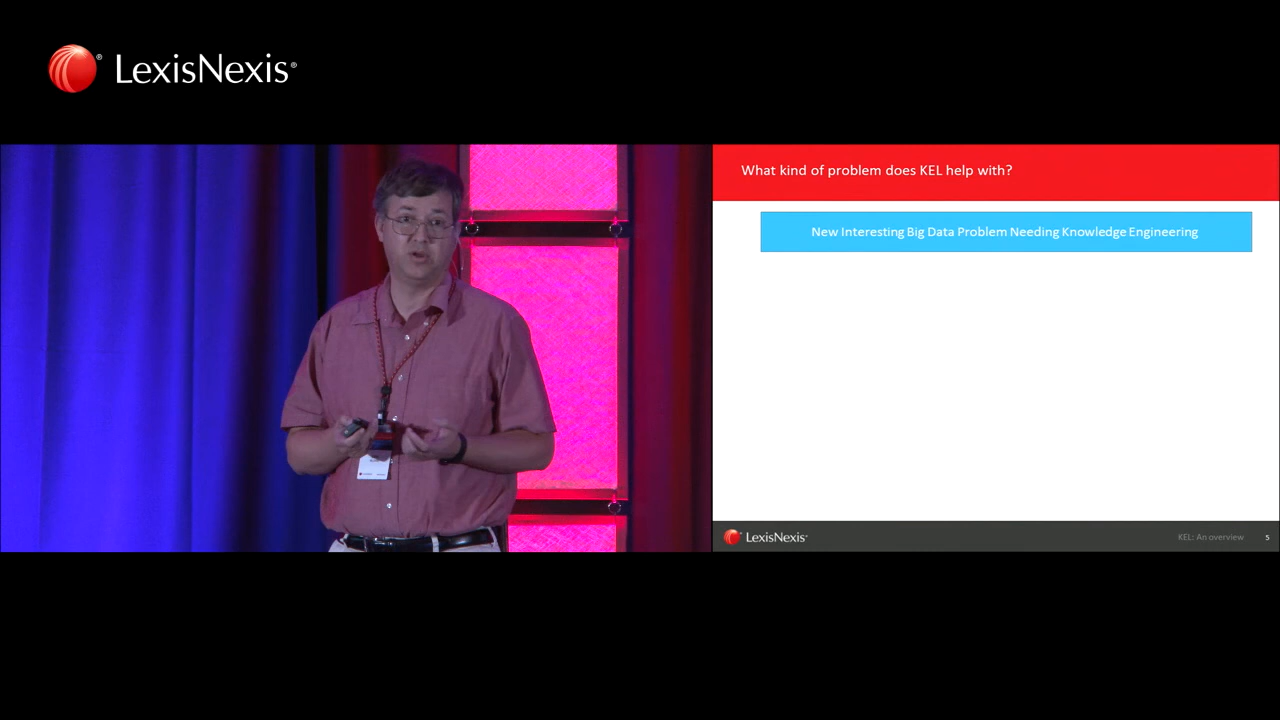 LexisNexis®
What kind of problem does KEL help with?
New Interesting Big Data Problem Needing Knowledge Engineering
LexisNexis®
KEL: An overview
5